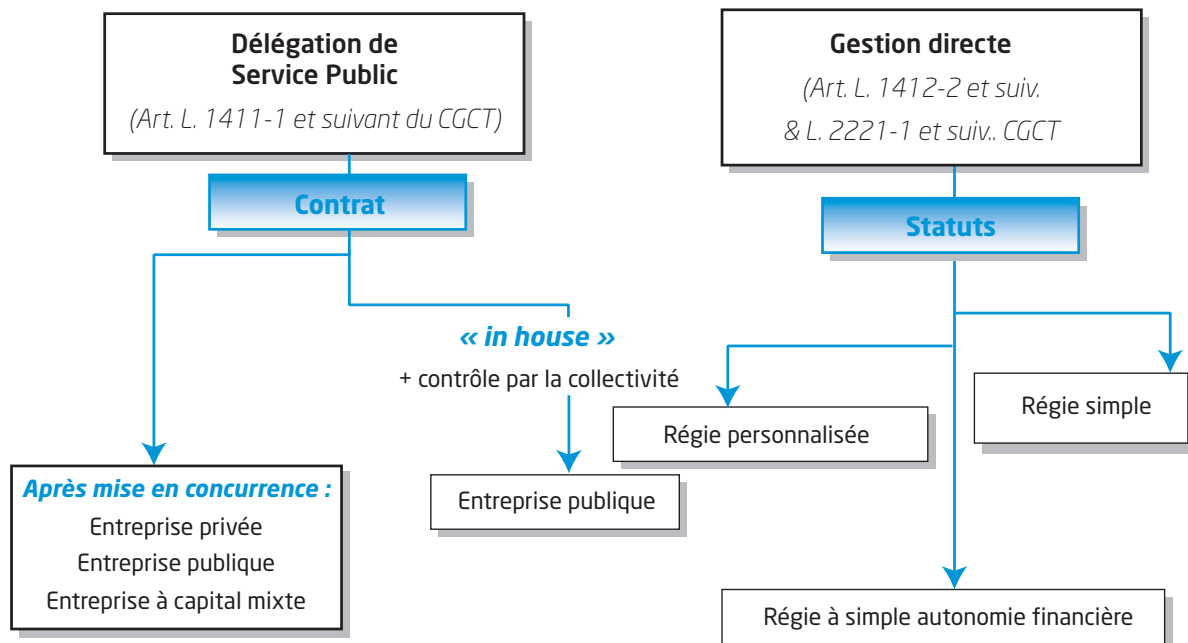 Délégation de
Service Public
(Art. L. 1411-1 et suivant du CGCT)
Contrat
Après mise en concurrence :
Entreprise privée
Entreprise publique
Entreprise à capital mixte
« in house »
+ contrôle par la collectivité
Entreprise publique
Gestion directe
(Art. L. 1412-2 et suiv.
& L. 2221-1 et suiv.. CGCT
Statuts
Régie personnalisée
Régie simple
Régie à simple autonomie financière